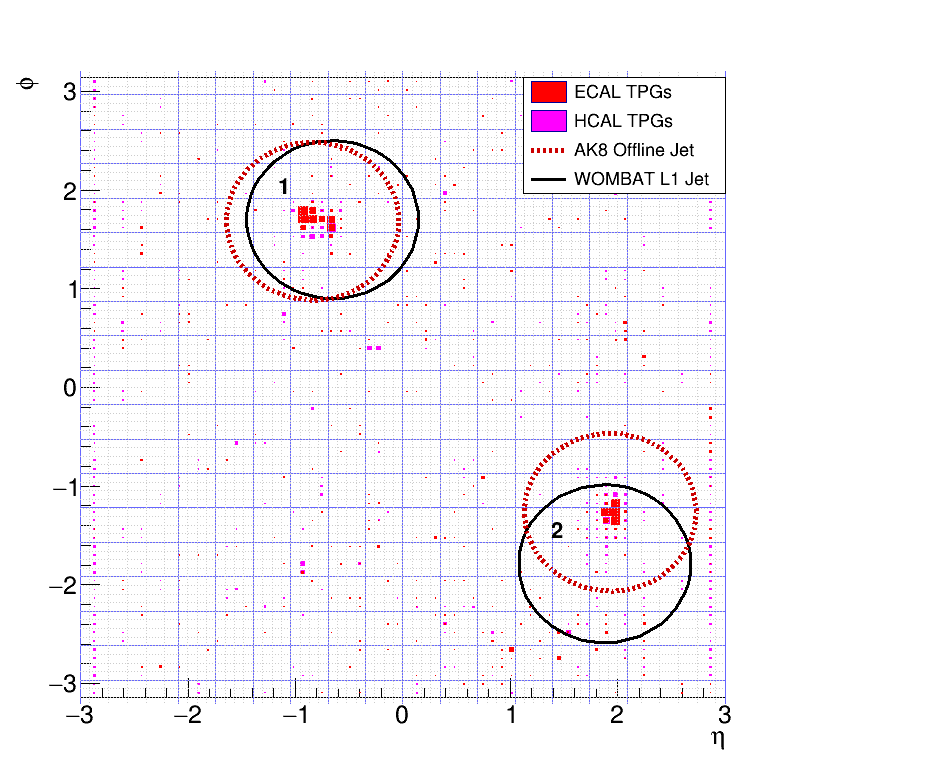 ϕ
ECAL TPGs
HCAL TPGs
AK8 Offline Jet
WOMBAT L1 Jet
3
2
1
0
−1
−2
−3
1
2
−3 −2 −1 0 1 2 3
η